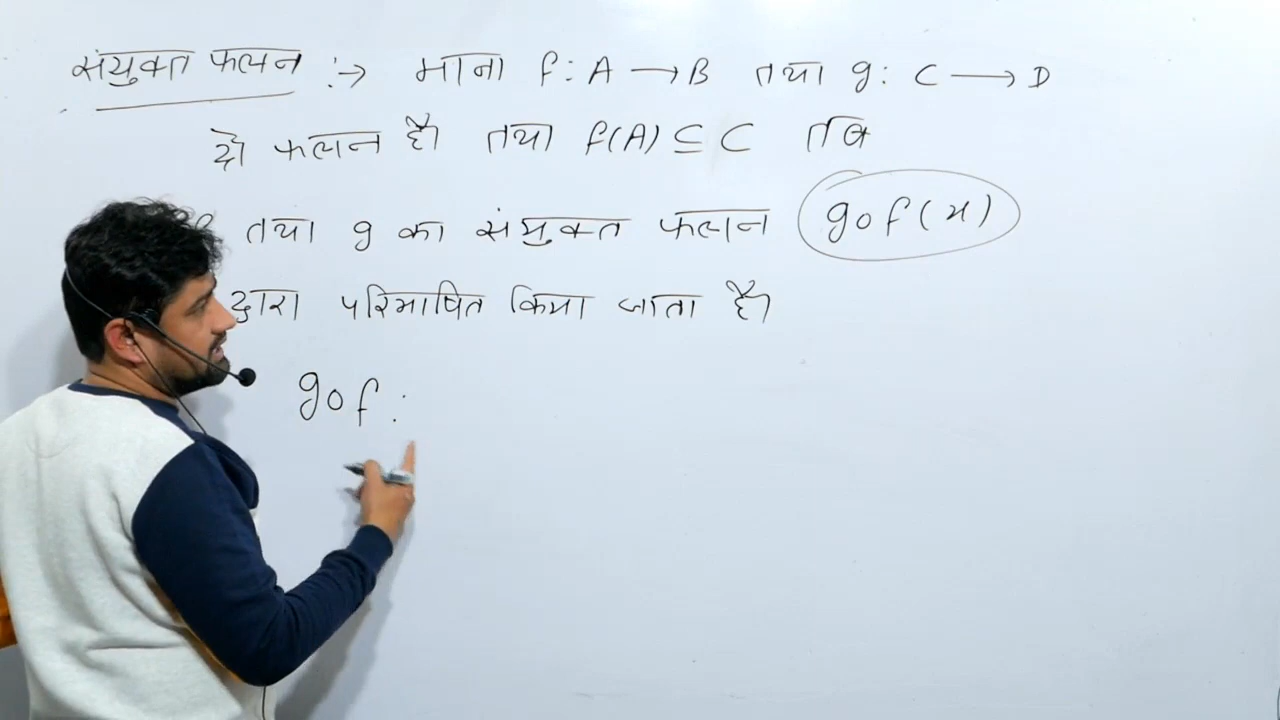 संयुक्त फलन :→ माना f : A → B तथा g : C → D
दो फलन है। तथा f(A) ⊆ C तब
तथा g का संयुक्त फलन gof(x)
द्वारा परिभाषित किया जाता है।
gof :